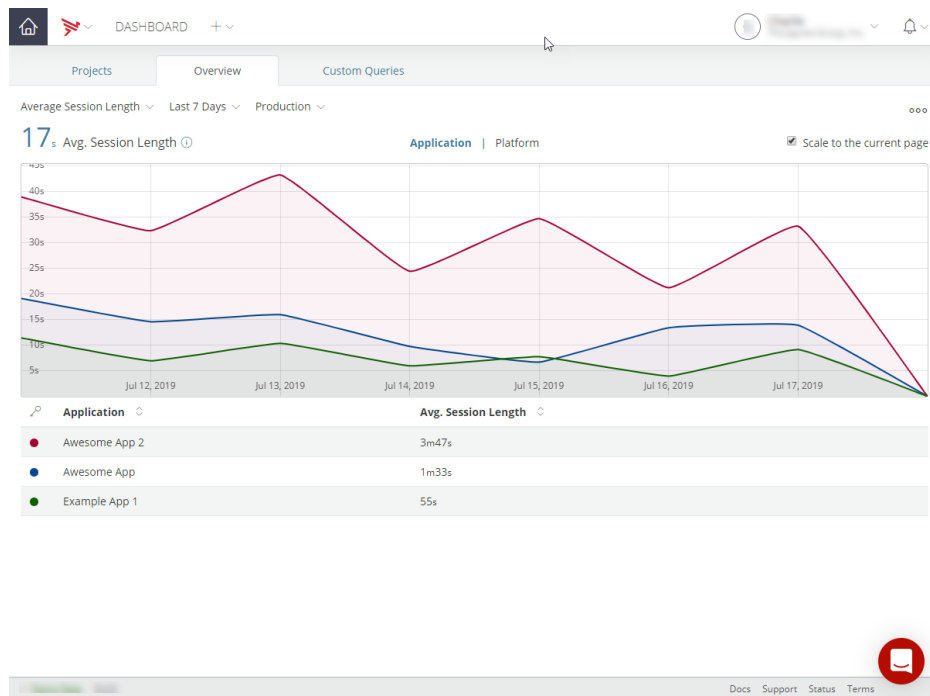 DASHBOARD
Projects Overview Custom Queries
Average Session Length Last 7 Days Production
17s Avg. Session Length Application | Platform Scale to the current page
45s
40s
35s
30s
25s
20s
15s
10s
5s
Jul 12, 2019 Jul 13, 2019 Jul 14, 2019 Jul 15, 2019 Jul 16, 2019 Jul 17, 2019
Application Avg. Session Length
Awesome App 2 3m47s
Awesome App 1m33s
Example App 1 55s
Docs Support Status Terms